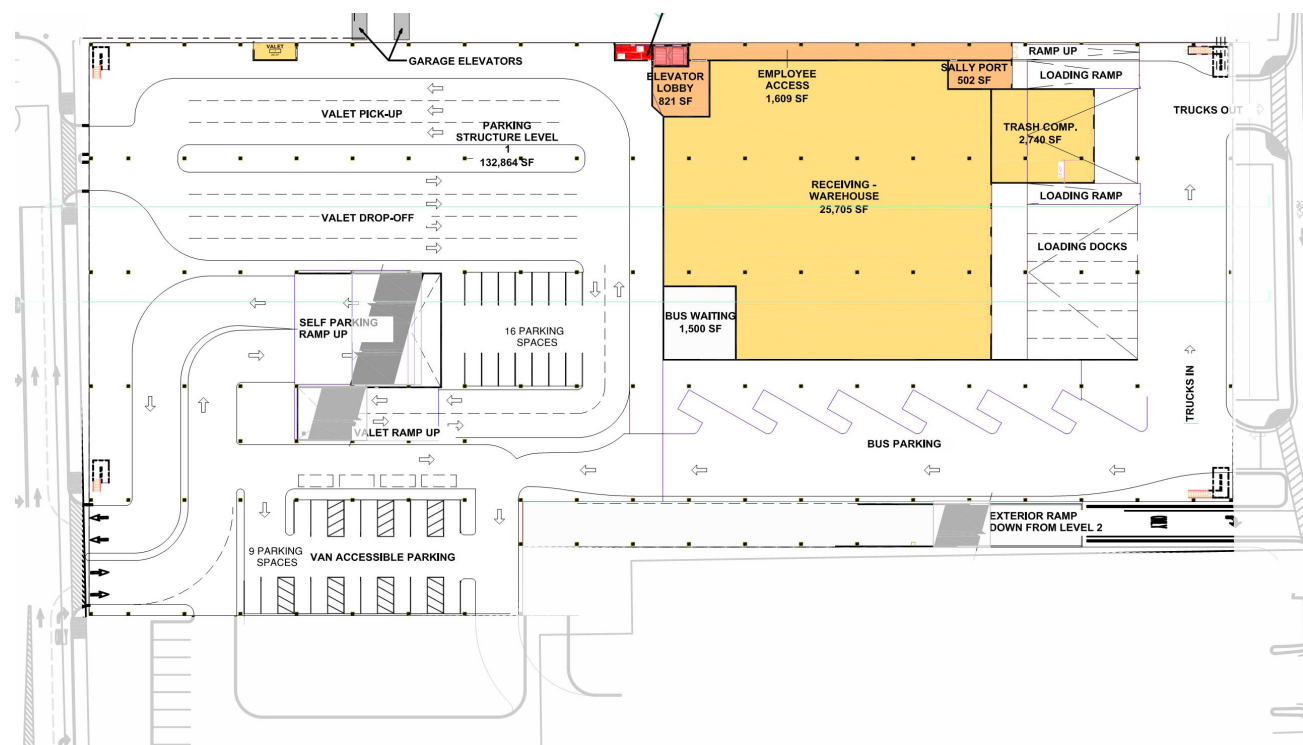 VALET
GARAGE ELEVATORS
RAMP UP
ELEVATOR
LOBBY
821 SF
EMPLOYEE
ACCESS
1,609 SF
SALLY PORT
502 SF
LOADING RAMP
VALET PICK-UP
PARKING
STRUCTURE LEVEL
1
132,864 SF
TRUCKS OUT
TRASH COMP.
2,740 SF
RECEIVING -
WAREHOUSE
25,705 SF
LOADING RAMP
VALET DROP-OFF
LOADING DOCKS
SELF PARKING
RAMP UP
16 PARKING
SPACES
BUS WAITING
1,500 SF
TRUCKS IN
VALET RAMP UP
BUS PARKING
EXTERIOR RAMP
DOWN FROM LEVEL 2
9 PARKING
SPACES
VAN ACCESSIBLE PARKING